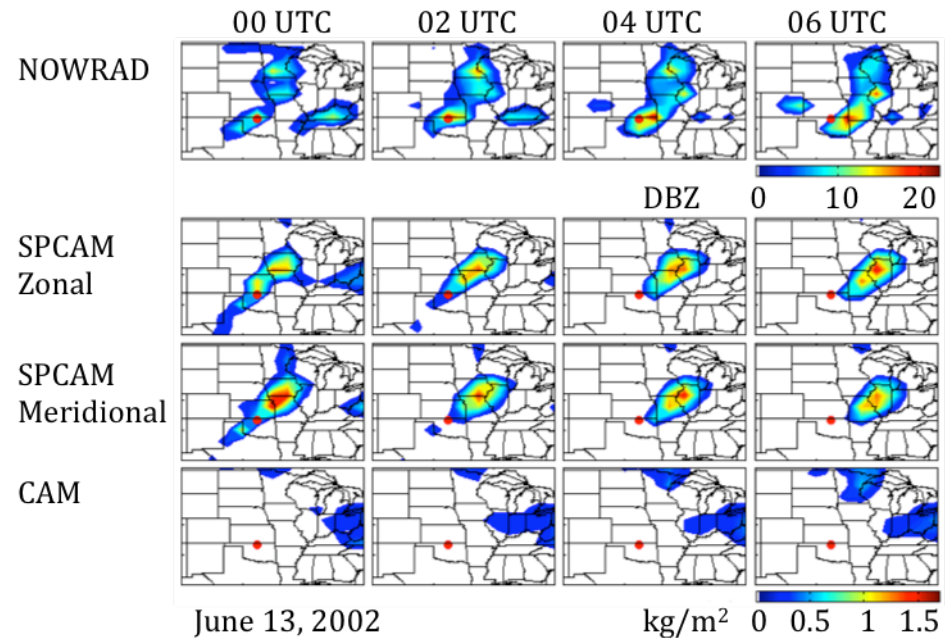 00 UTC 02 UTC 04 UTC 06 UTC
NOWRAD
DBZ 0 10 20
SPCAM
Zonal
SPCAM
Meridional
CAM
June 13, 2002 kg/m² 0 0.5 1 1.5